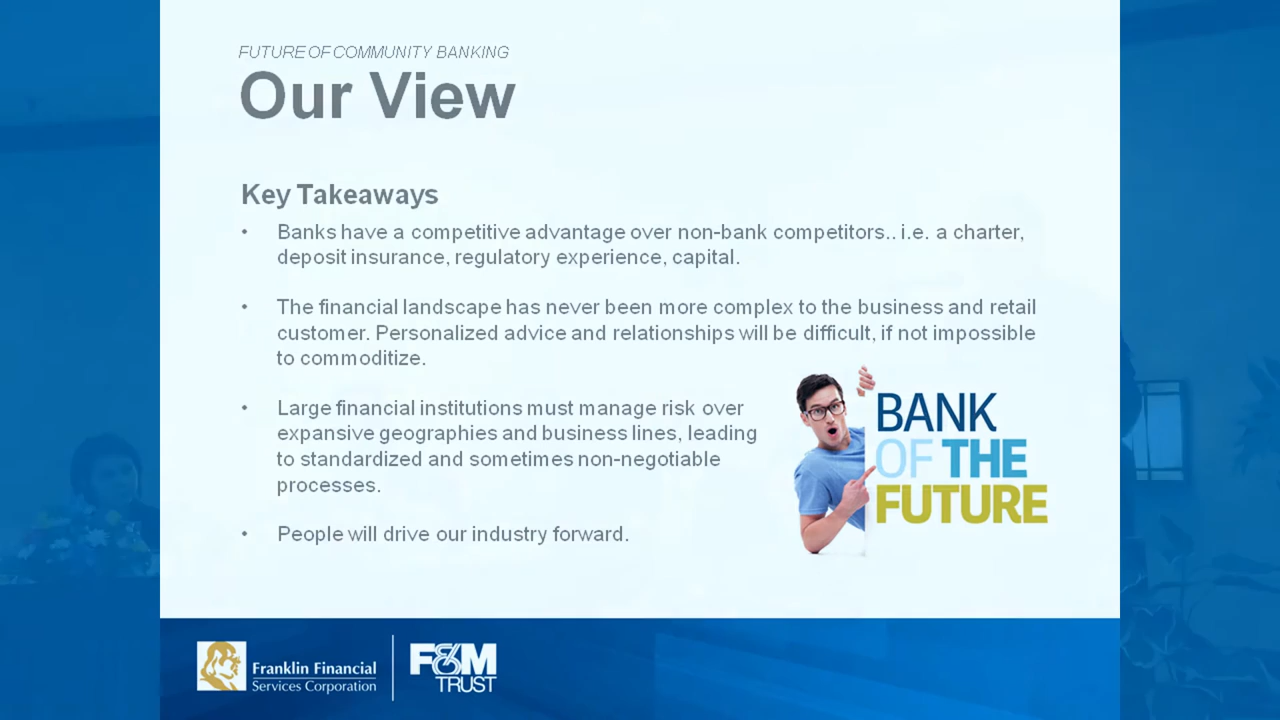 FUTURE OF COMMUNITY BANKING
Our View
Key Takeaways
• Banks have a competitive advantage over non-bank competitors.. i.e. a charter,
deposit insurance, regulatory experience, capital.
• The financial landscape has never been more complex to the business and retail
customer. Personalized advice and relationships will be difficult, if not impossible
to commoditize.
• Large financial institutions must manage risk over
expansive geographies and business lines, leading
to standardized and sometimes non-negotiable
processes.
• People will drive our industry forward.
BANK
OF THE
FUTURE
Franklin Financial
Services Corporation
F&M
TRUST